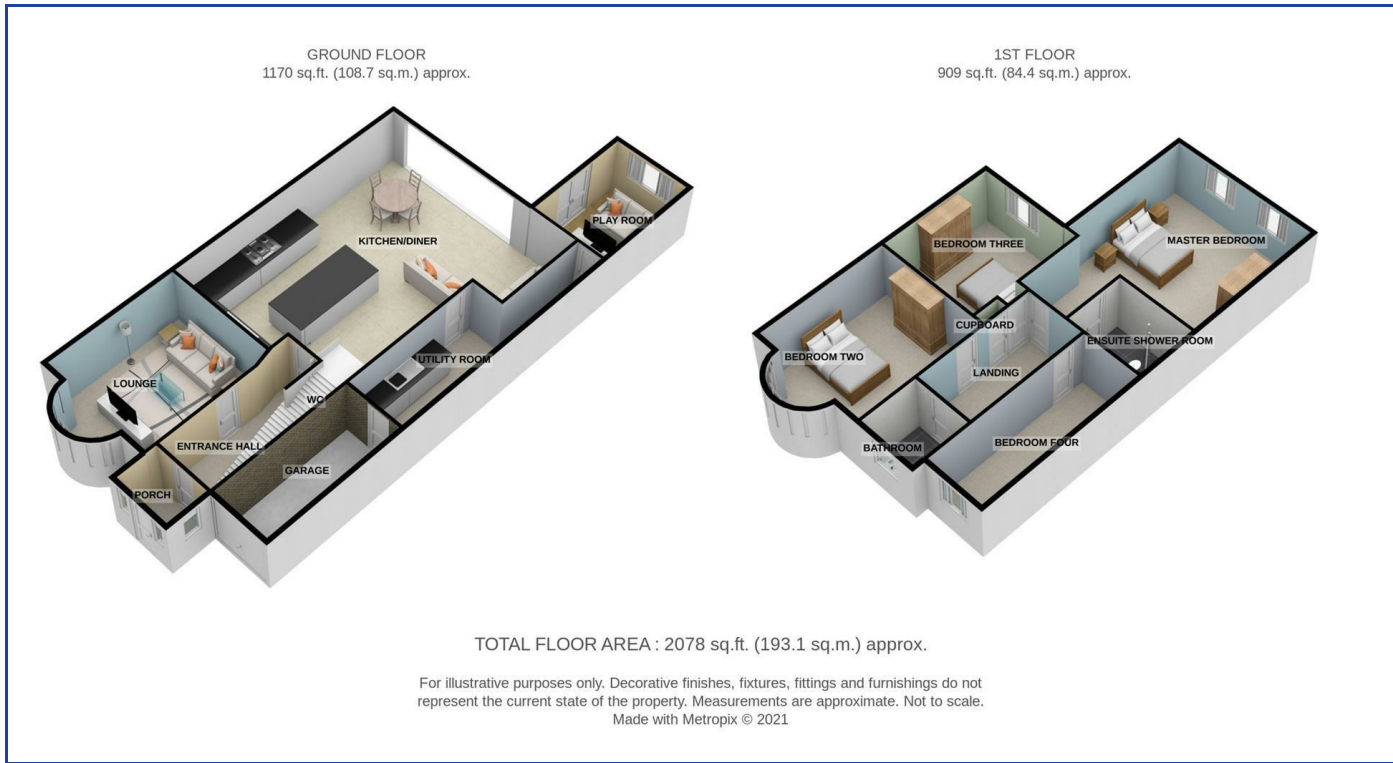 GROUND FLOOR
1170 sq.ft. (108.7 sq.m.) approx.
1ST FLOOR
909 sq.ft. (84.4 sq.m.) approx.
PLAY ROOM
KITCHEN/DINER
UTILITY ROOM
LOUNGE
WC
ENTRANCE HALL
GARAGE
PORCH
MASTER BEDROOM
BEDROOM THREE
CUPBOARD
ENSUITE SHOWER ROOM
BEDROOM TWO
LANDING
BEDROOM FOUR
BATHROOM
TOTAL FLOOR AREA : 2078 sq.ft. (193.1 sq.m.) approx.
For illustrative purposes only. Decorative finishes, fixtures, fittings and furnishings do not
represent the current state of the property. Measurements are approximate. Not to scale.
Made with Metropix © 2021